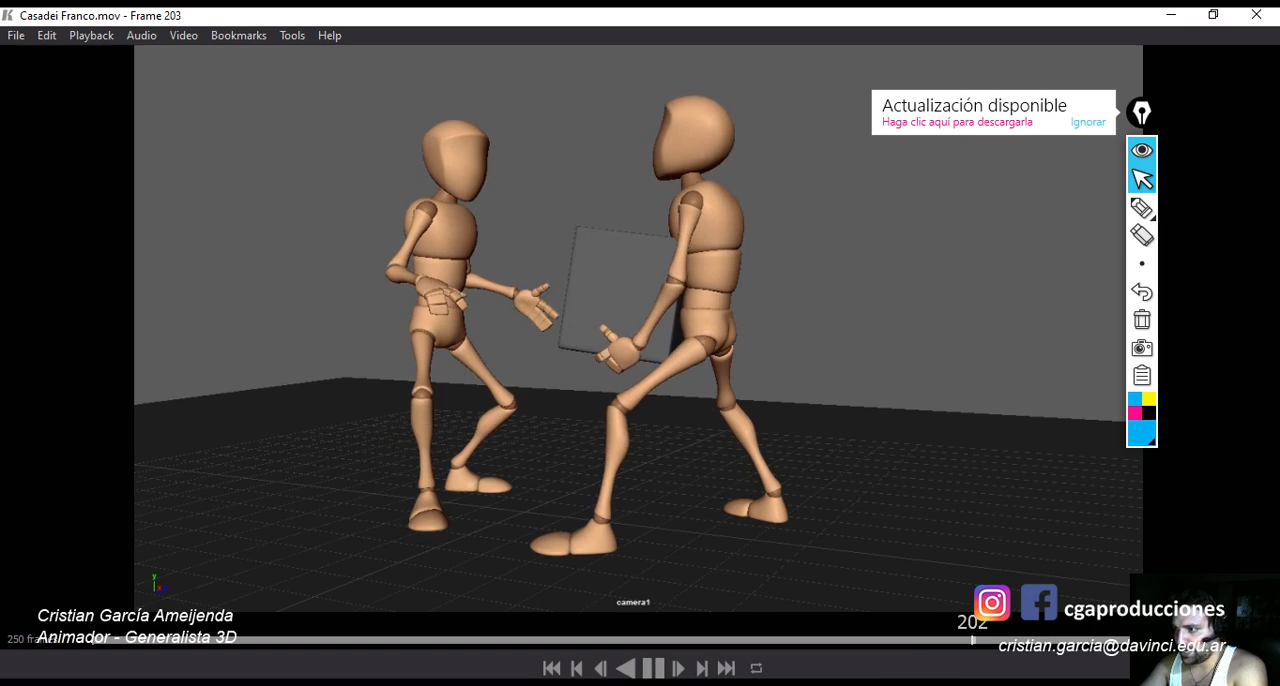 Casadei Franco.mov - Frame 203
File Edit Playback Audio Video Bookmarks Tools Help
Actualización disponible
Haga clic aquí para descargarla Ignorar
y
camera1
Cristian García Ameijenda
Animador - Generalista 3D
250
cgaproducciones
202
cristian.garcia@davinci.edu.ar